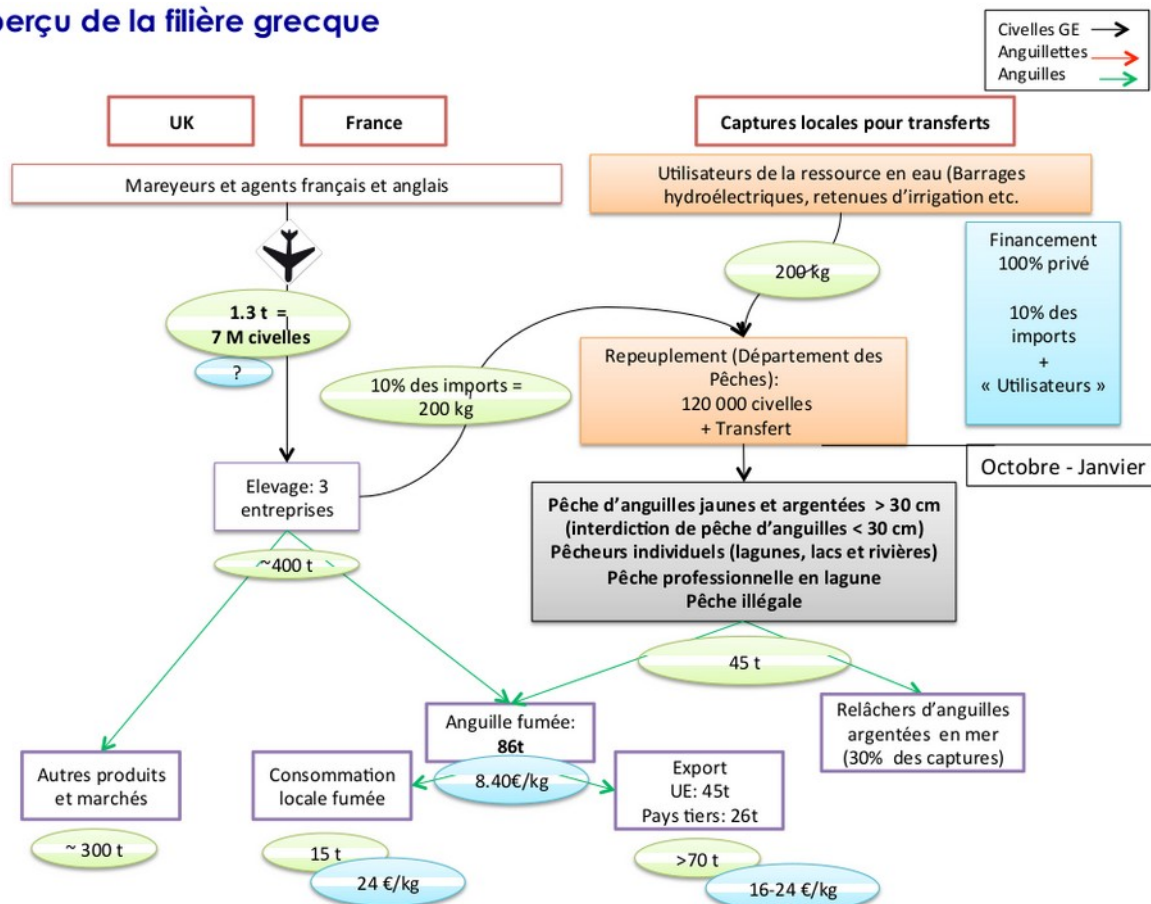 perçu de la filière grecque
Civelles GE
Anguillettes
Anguilles
UK
France
Captures locale pour transferts
Mareyeurs et agents français et anglais
Utilisateurs de la ressource en eau (Barrages
hydroélectriques, retenues d'irrigation etc.
200 kg
Financement
100% privé
10% des
imports
+
« Utilisateurs »
1.3 t =
7 M civelles
?
10% des imports =
200 kg
Repeuplement (Département des
Pêches):
120 000 civelles
+ Transfert
Octobre - Janvier
Elevage: 3
entreprises
Pêche d'anguilles jaunes et argentées > 30 cm
(interdiction de pêche d'anguilles < 30 cm)
Pêcheurs individuels (lagunes, lacs et rivières)
Pêche professionnelle en lagune
Pêche illégale
~400 t
45 t
Anguille fumée:
86t
8.40€/kg
Relâchers d'anguilles
argentées en mer
(30% des captures)
Autres produits
et marchés
Consommation
locale fumée
Export
UE: 45t
Pays tiers: 26t
~ 300 t
15 t
24 €/kg
>70 t
16-24 €/kg